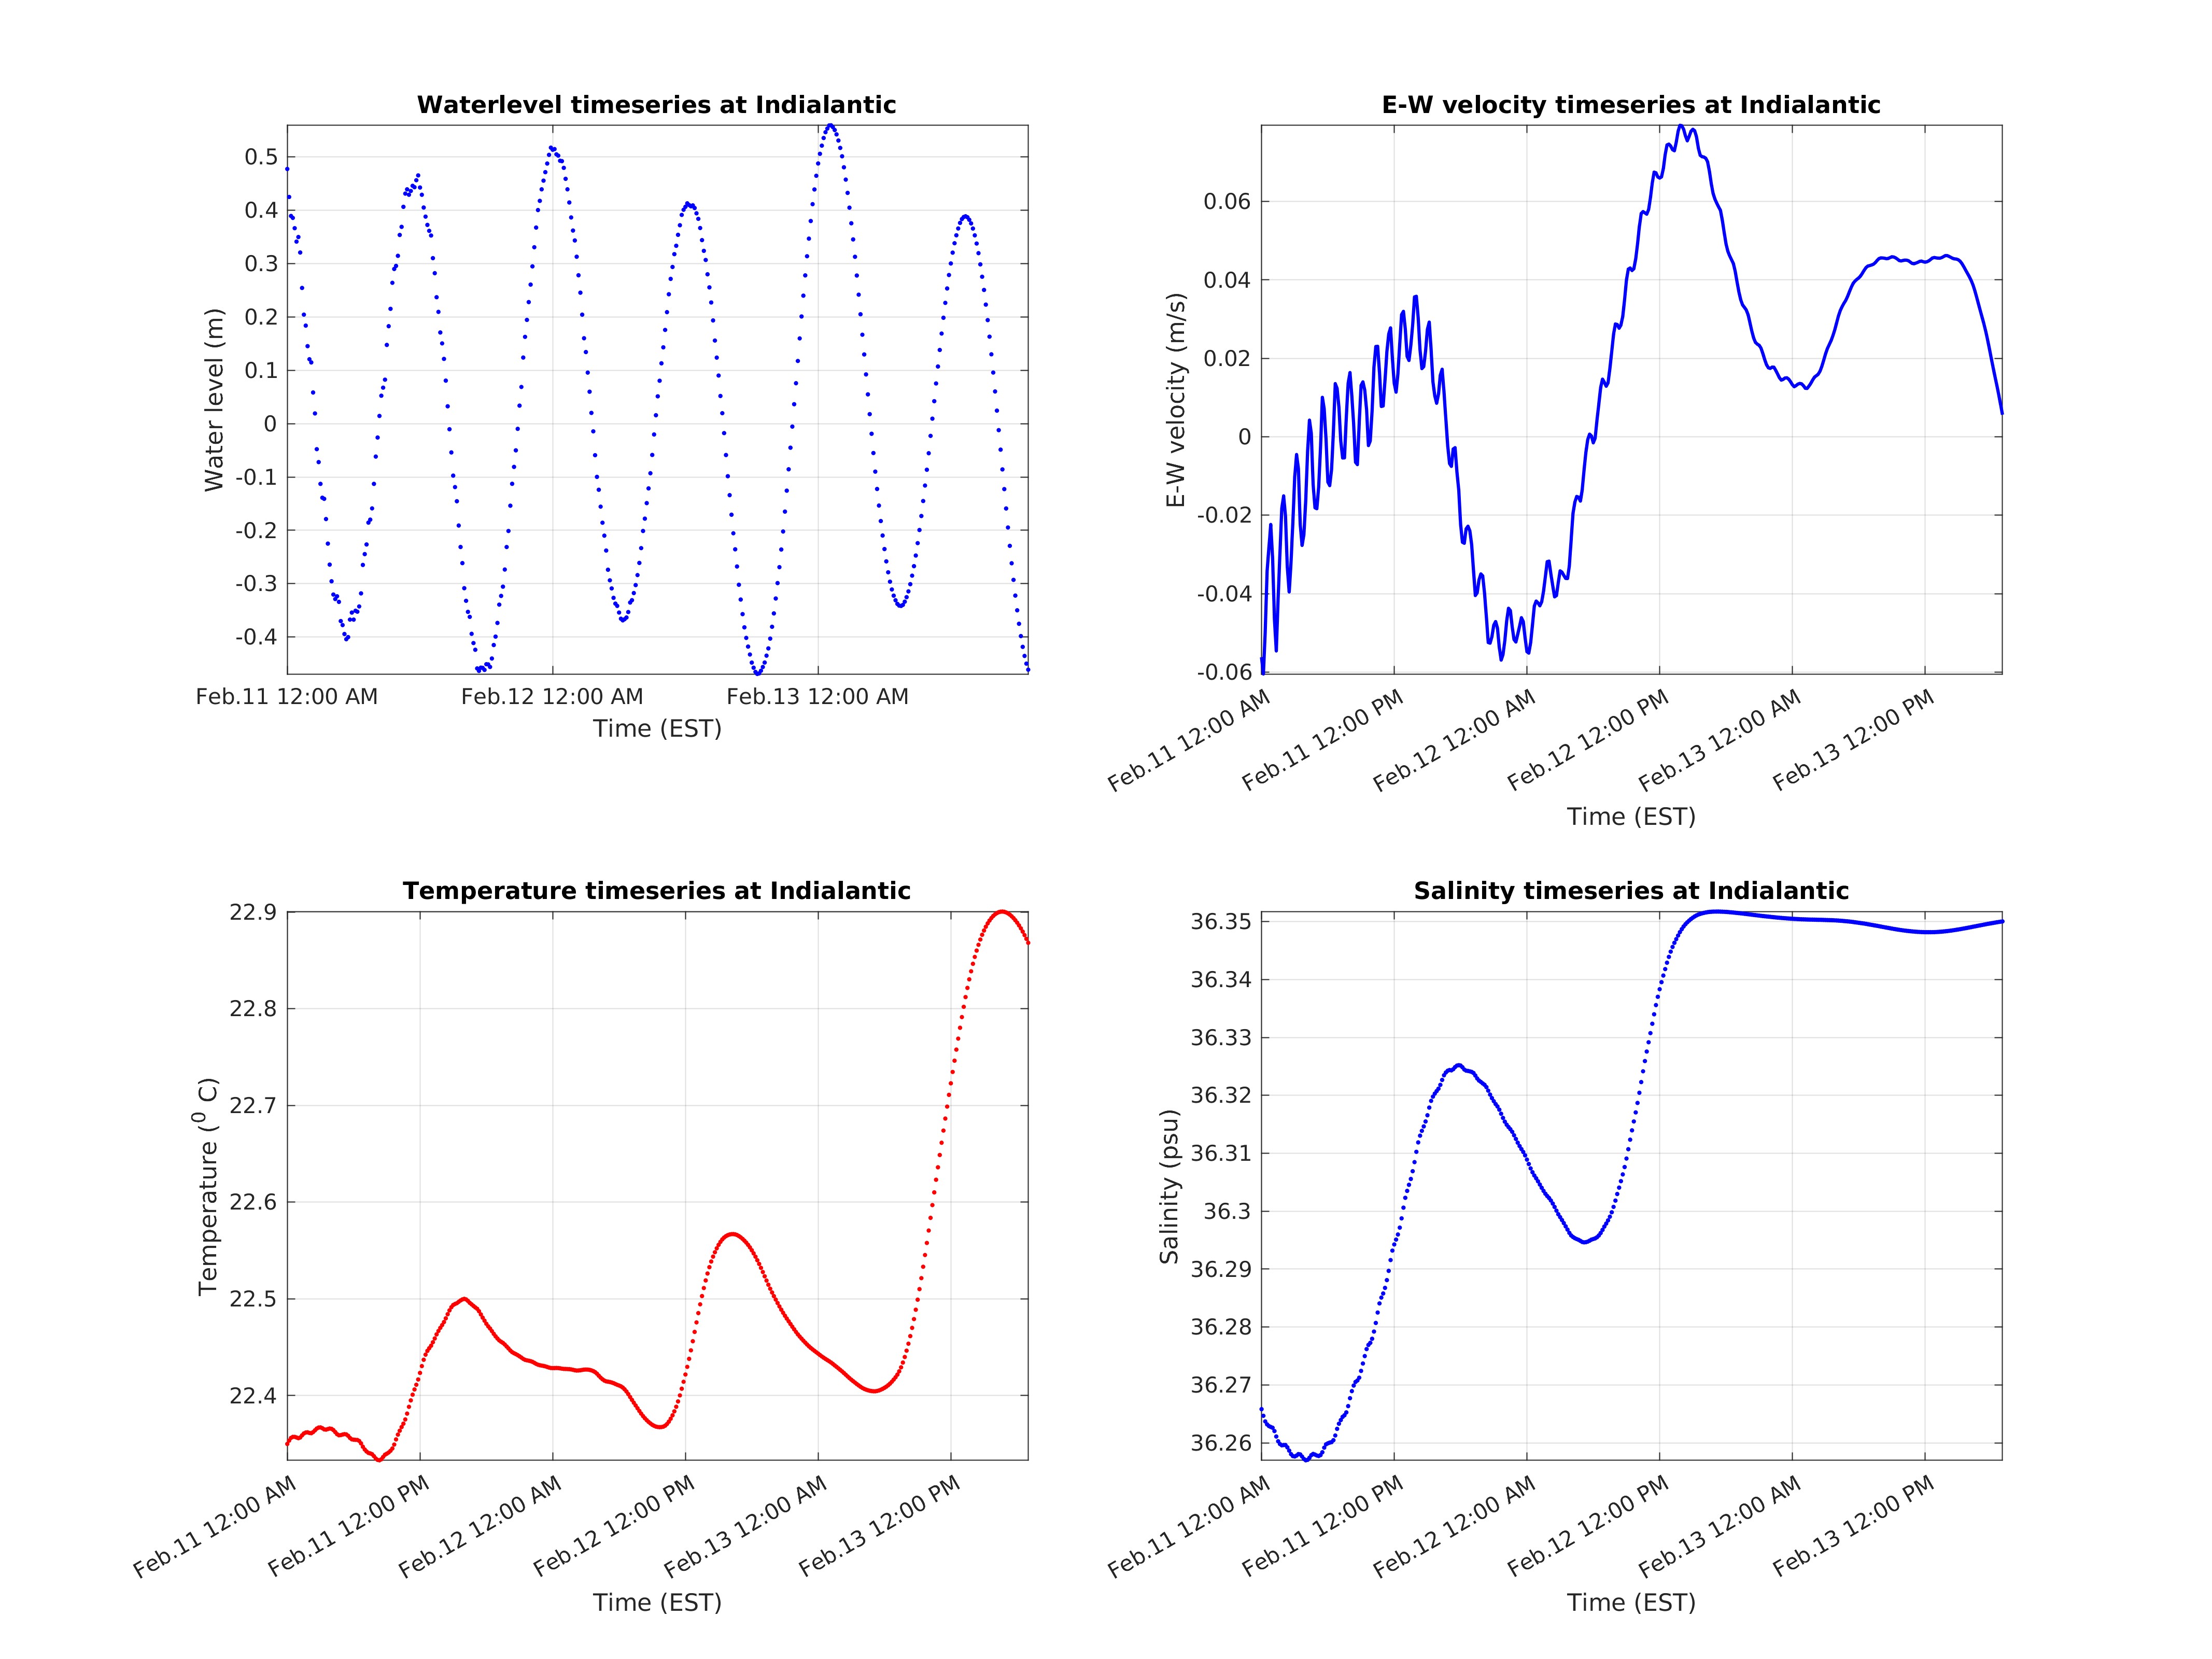 Waterlevel timeseries at Indialantic
0.5
0.4
0.3
0.2
0.1
0
-0.1
-0.2
-0.3
-0.4
Water level (m)
Feb.11 12:00 AM
Feb.12 12:00 AM
Feb.13 12:00 AM
Time (EST)
E-W velocity timeseries at Indialantic
0.06
0.04
0.02
0
-0.02
-0.04
-0.06
E-W velocity (m/s)
Feb.11 12:00 AM
Feb.11 12:00 PM
Feb.12 12:00 AM
Feb.12 12:00 PM
Feb.13 12:00 AM
Feb.13 12:00 PM
Time (EST)
Temperature timeseries at Indialantic
22.9
22.8
22.7
22.6
22.5
22.4
Temperature (⁰ C)
Feb.11 12:00 AM
Feb.11 12:00 PM
Feb.12 12:00 AM
Feb.12 12:00 PM
Feb.13 12:00 AM
Feb.13 12:00 PM
Time (EST)
Salinity timeseries at Indialantic
36.35
36.34
36.33
36.32
36.31
36.3
36.29
36.28
36.27
36.26
Salinity (psu)
Feb.11 12:00 AM
Feb.11 12:00 PM
Feb.12 12:00 AM
Feb.12 12:00 PM
Feb.13 12:00 AM
Feb.13 12:00 PM
Time (EST)